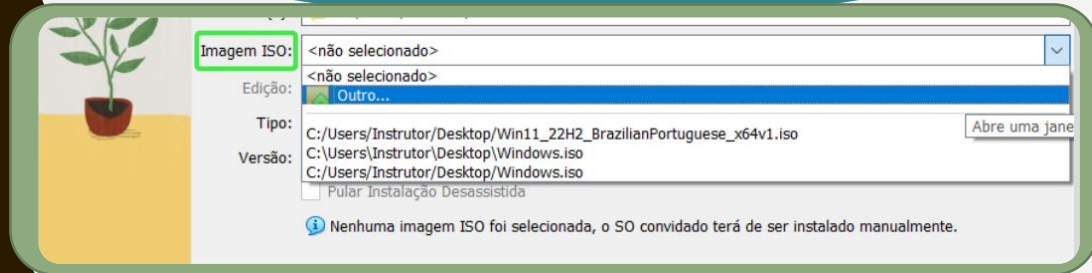 Imagem ISO: <não selecionado>
<não selecionado>
Edição:
Outro...
Tipo:
Abre uma jane
C:/Users/Instrutor/Desktop/Win11_22H2_BrazilianPortuguese_x64v1.iso
Versão:
C:\Users\Instrutor\Desktop\Windows.iso
C:/Users/Instrutor/Desktop/Windows.iso
Pular Instalação Desassistida
Nenhuma imagem ISO foi selecionada, o SO convidado terá de ser instalado manualmente.